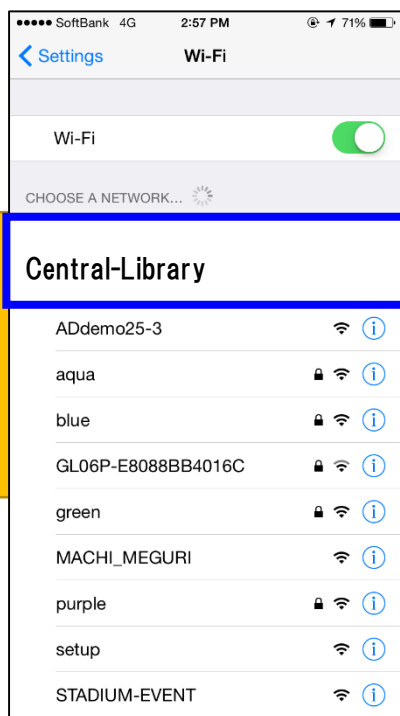 SoftBank 4G 2:57 PM 71%
Settings Wi-Fi
Wi-Fi
CHOOSE A NETWORK...
Central-Library
ADdemo25-3
aqua
blue
GL06P-E8088BB4016C
green
MACHI_MEGURI
purple
setup
STADIUM-EVENT